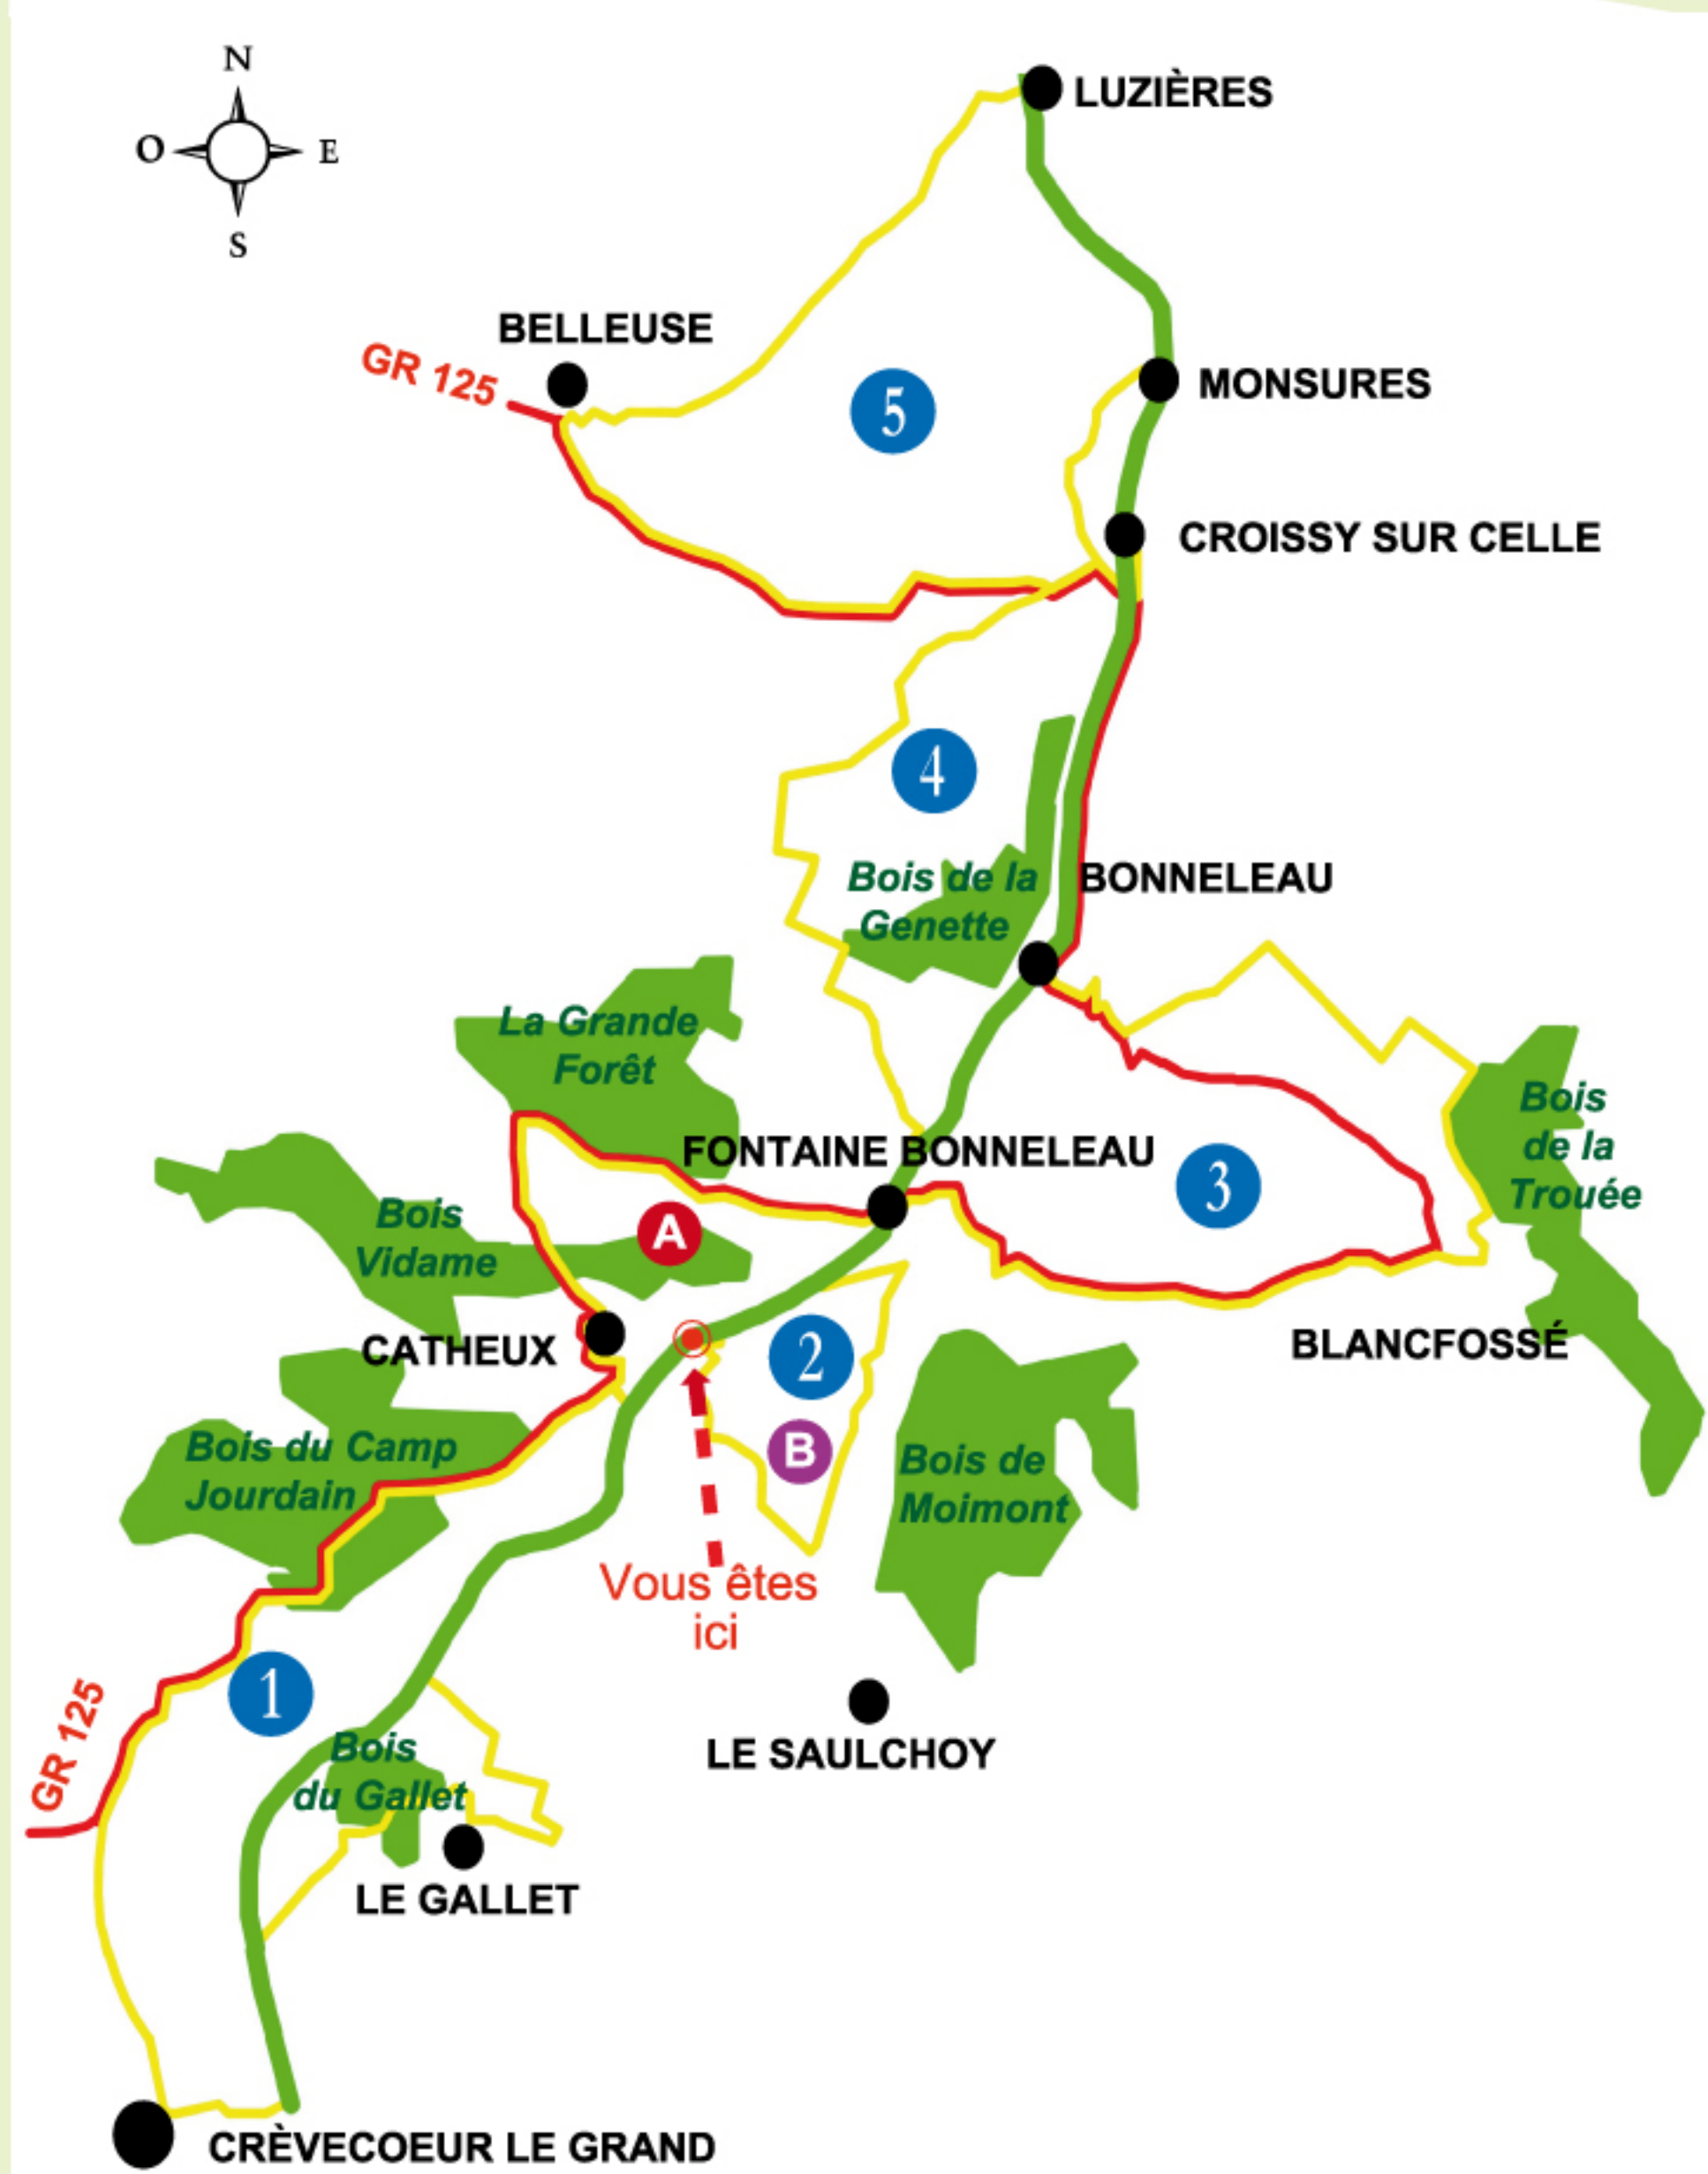 N
O
E
S
LUZIÈRES
BELLEUSE
GR 125
MONSURES
5
CROISSY SUR CELLE
4
Bois de la
Genette
BONNELEAU
La Grande
Forêt
Bois
de la
Trouée
FONTAINE BONNELEAU
3
Bois
Vidame
A
CATHEUX
2
BLANCFOSSÉ
Bois du Camp
Jourdain
B
Bois de
Moimont
Vous êtes
ici
1
GR 125
LE SAULCHOY
Bois
du Gallet
LE GALLET
CRÈVECOEUR LE GRAND